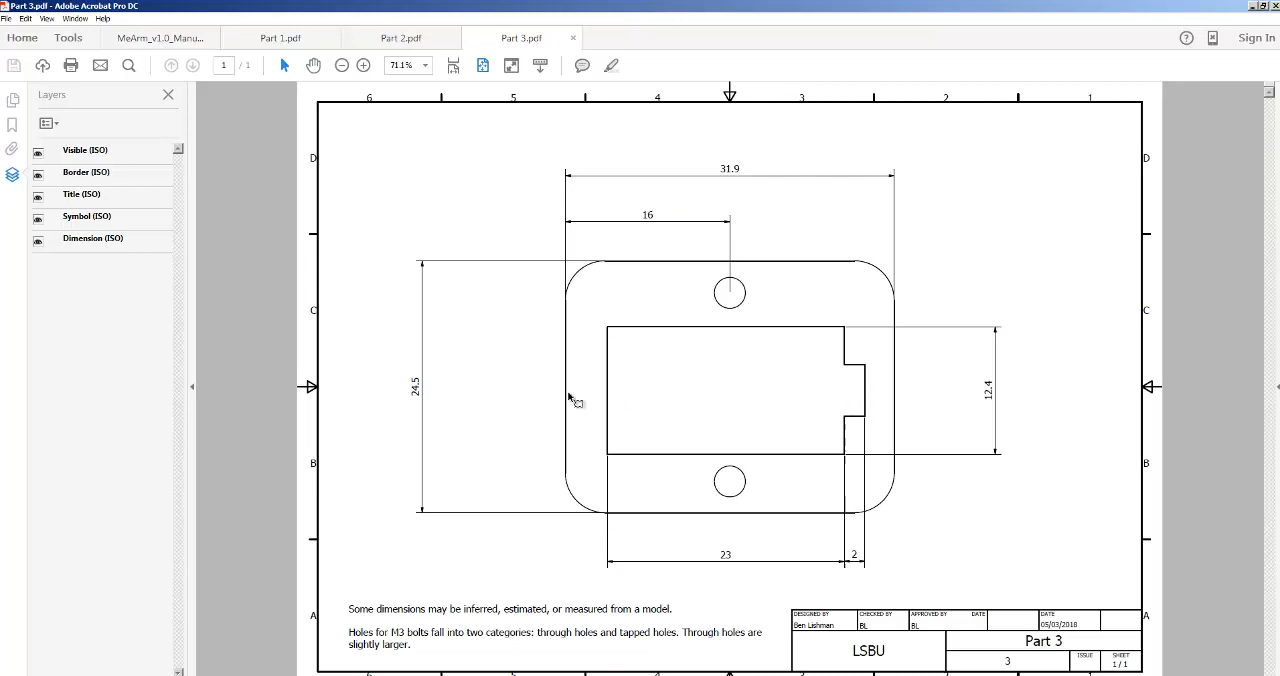 Part 3.pdf - Adobe Acrobat Pro DC
File Edit View Window Help
Home Tools MeArm_v1.0_Manu... Part 1.pdf Part 2.pdf Part 3.pdf × Sign In
1 / 1 71.1%
Layers
Visible (ISO)
Border (ISO)
Title (ISO)
Symbol (ISO)
Dimension (ISO)
6 5 4 3 2 1
D D
31.9
16
C C
24.5
12.4
B B
23 2
A A
Some dimensions may be inferred, estimated, or measured from a model.
Holes for M3 bolts fall into two categories: through holes and tapped holes. Through holes are
slightly larger.
DESIGNED BY CHECKED BY APPROVED BY DATE DATE
Ben Lishman BL BL 05/03/2018
LSBU Part 3
3 ISSUE SHEET
1 / 1